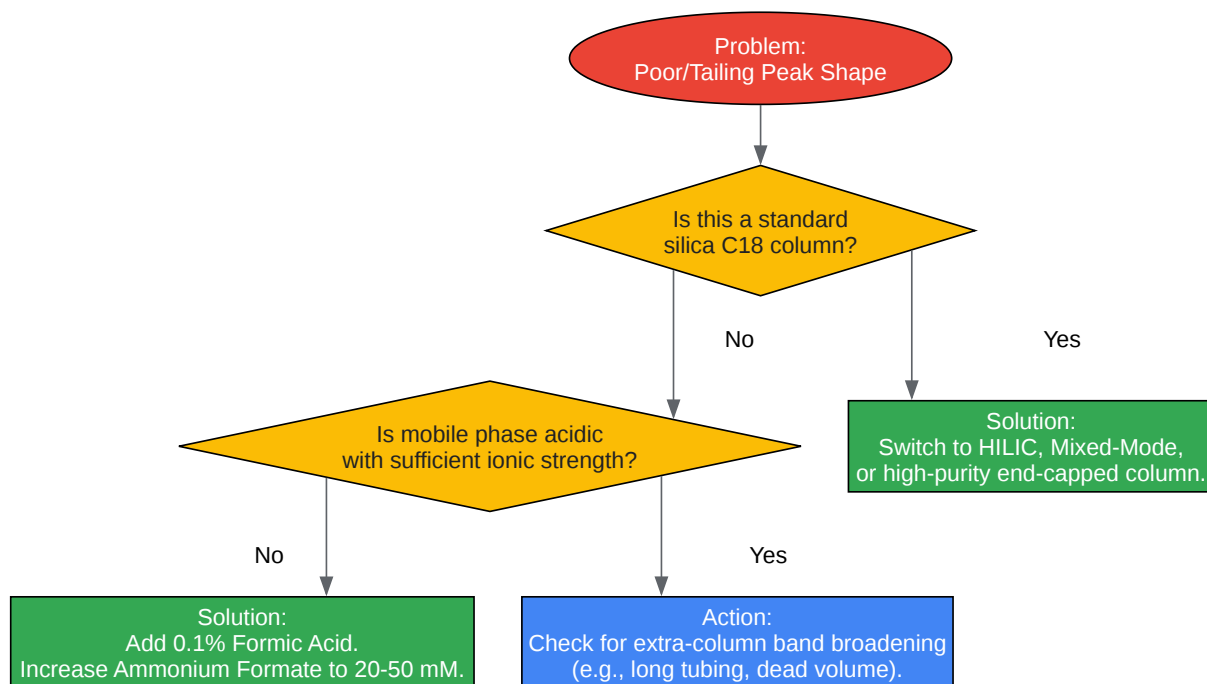 Problem:
Poor/Tailing Peak Shape
Is this a standard
silica C18 column?
No
Yes
Is mobile phase acidic
with sufficient ionic strength?
Solution:
Switch to HILIC, Mixed-Mode,
or high-purity end-capped column.
No
Yes
Solution:
Add 0.1% Formic Acid.
Increase Ammonium Formate to 20-50 mM.
Action:
Check for extra-column band broadening
(e.g., long tubing, dead volume).